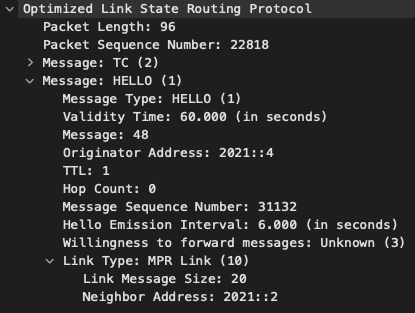 Optimized Link State Routing Protocol
Packet Length: 96
Packet Sequence Number: 22818
Message: TC (2)
Message: HELLO (1)
Message Type: HELLO (1)
Validity Time: 60.000 (in seconds)
Message: 48
Originator Address: 2021::4
TTL: 1
Hop Count: 0
Message Sequence Number: 31132
Hello Emission Interval: 6.000 (in seconds)
Willingness to forward messages: Unknown (3)
Link Type: MPR Link (10)
Link Message Size: 20
Neighbor Address: 2021::2